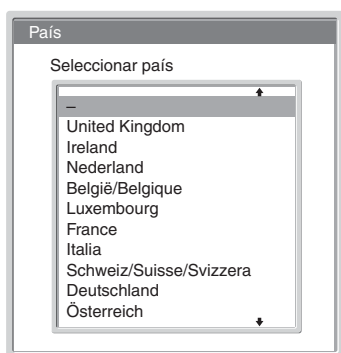 País
Seleccionar país
–
United Kingdom
Ireland
Nederland
België/Belgique
Luxembourg
France
Italia
Schweiz/Suisse/Svizzera
Deutschland
Österreich